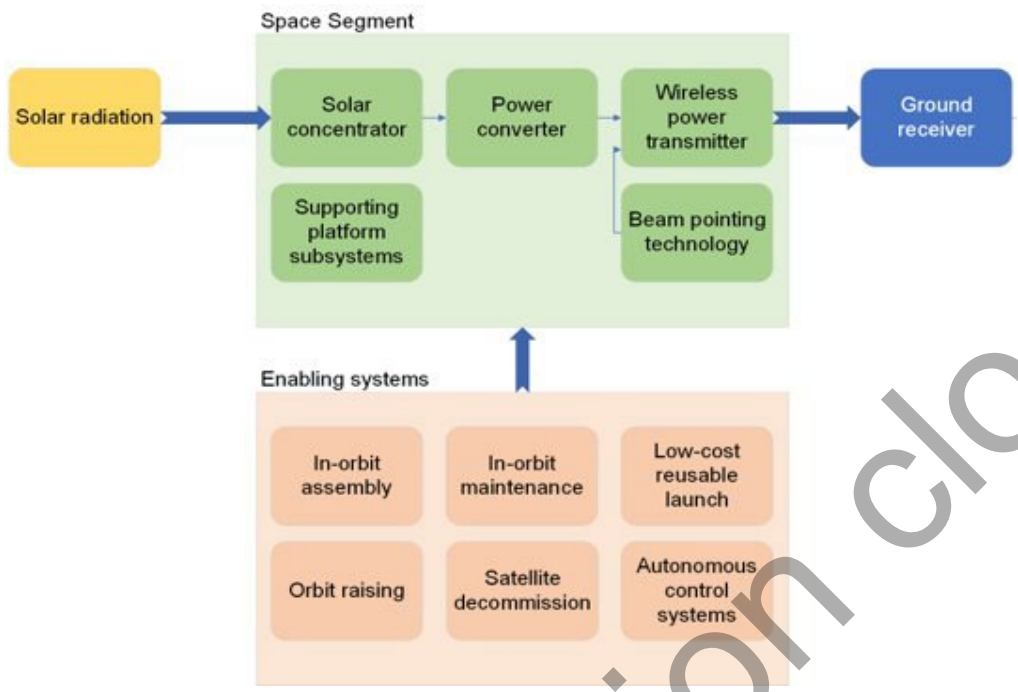 Space Segment
Solar radiation
Solar
concentrator
Power
converter
Wireless
power
transmitter
Ground
receiver
Supporting
platform
subsystems
Beam pointing
technology
Enabling systems
In-orbit
assembly
In-orbit
maintenance
Low-cost
reusable
launch
Orbit raising
Satellite
decommission
Autonomous
control
systems